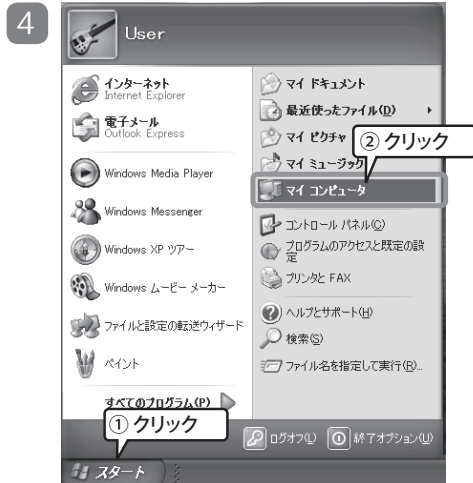 4
User
インターネット
Internet Explorer
電子メール
Outlook Express
Windows Media Player
Windows Messenger
Windows XP ツアー
Windows ムービー メーカー
ファイルと設定の転送ウィザード
ペイント
すべてのプログラム(P)
① クリック
マイ ドキュメント
最近使ったファイル(D)
マイ ピクチャ
② クリック
マイ ミュージック
マイ コンピュータ
コントロール パネル(C)
プログラムのアクセスと既定の設
定
プリンタと FAX
ヘルプとサポート(H)
検索(S)
ファイル名を指定して実行(R)...
ログオフ(L)
終了オプション(U)
スタート